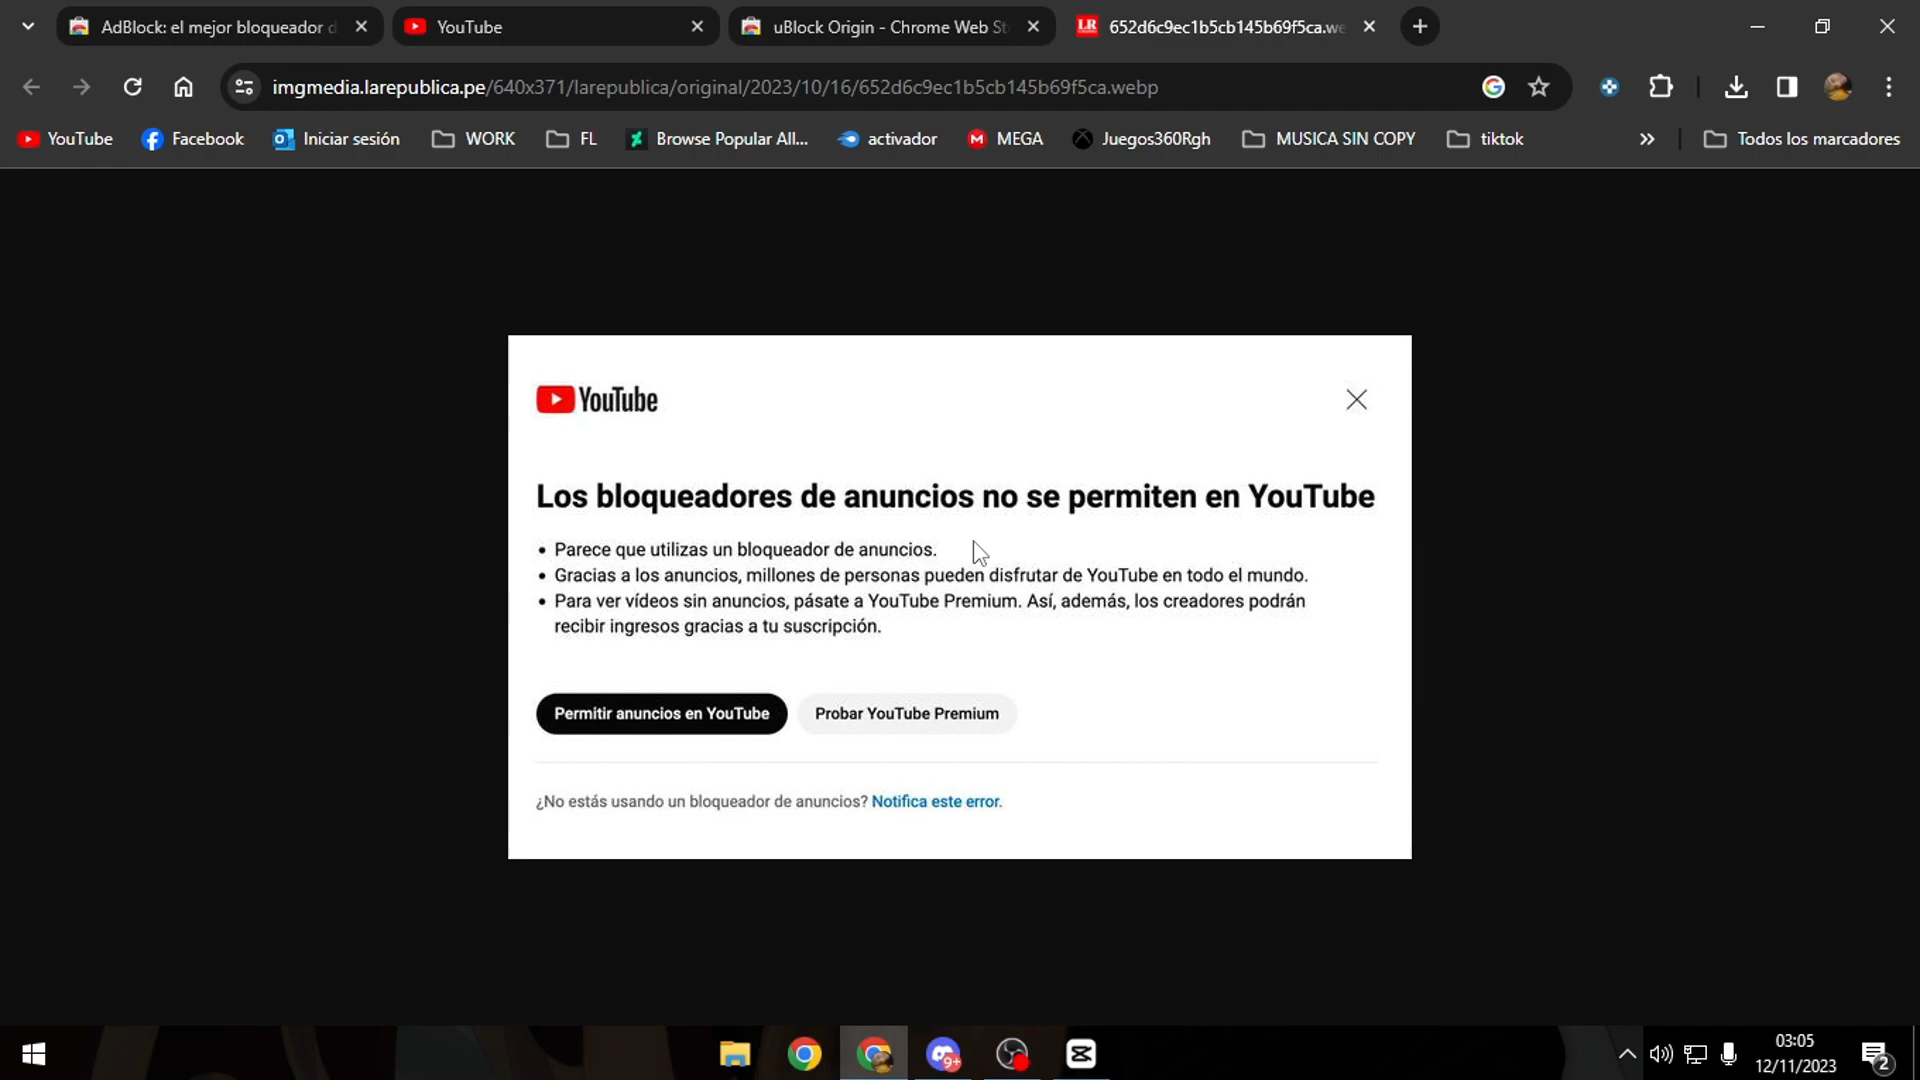 AdBlock: el mejor bloqueador d
YouTube
uBlock Origin - Chrome Web St
LR
652d6c9ec1b5cb145b69f5ca.we
imgmedia.larepublica.pe/640x371/larepublica/original/2023/10/16/652d6c9ec1b5cb145b69f5ca.webp
YouTube
Facebook
Iniciar sesión
WORK
FL
Browse Popular All...
activador
MEGA
Juegos360Rgh
MUSICA SIN COPY
tiktok
Todos los marcadores
YouTube
Los bloqueadores de anuncios no se permiten en YouTube
• Parece que utilizas un bloqueador de anuncios.
• Gracias a los anuncios, millones de personas pueden disfrutar de YouTube en todo el mundo.
• Para ver vídeos sin anuncios, pásate a YouTube Premium. Así, además, los creadores podrán
recibir ingresos gracias a tu suscripción.
Permitir anuncios en YouTube
Probar YouTube Premium
¿No estás usando un bloqueador de anuncios? Notifica este error.
9+
03:05
12/11/2023
2